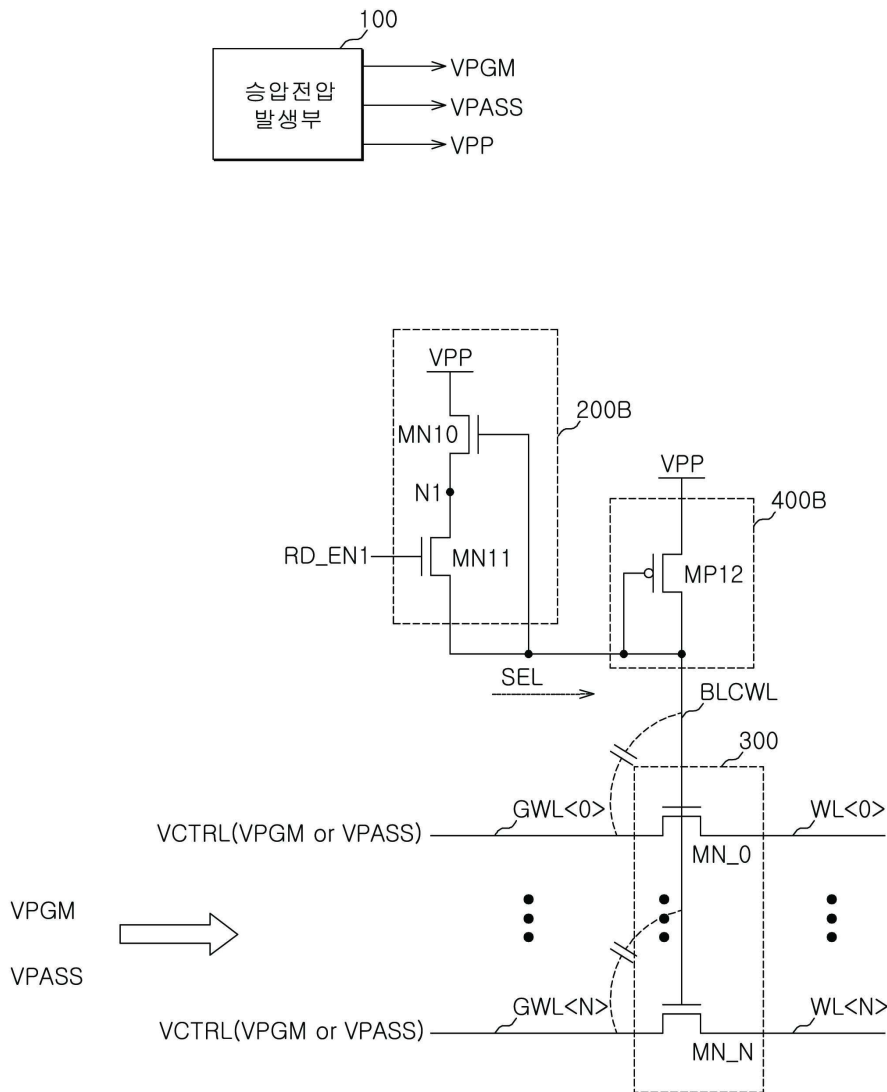 100
승압전압
발생부
VPGM
VPASS
VPP
VPP
200B
MN10
VPP
N1
400B
RD_EN1
MN11
MP12
SEL
BLCWL
300
VCTRL(VPGM or VPASS)
GWL<0>
WL<0>
MN_0
VPGM
VPASS
VCTRL(VPGM or VPASS)
GWL<N>
WL<N>
MN_N